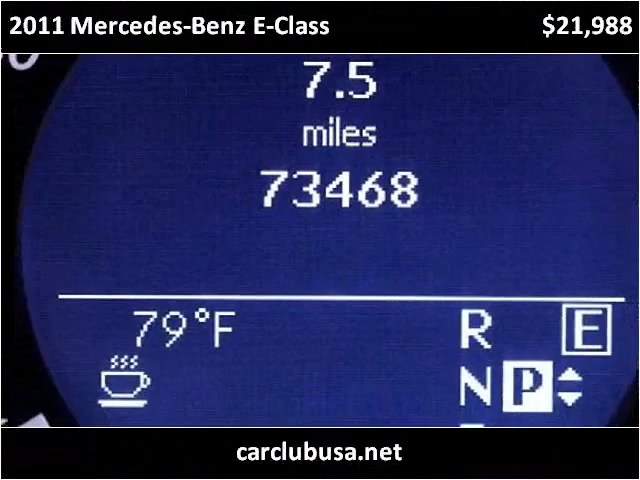 2011 Mercedes-Benz E-Class $21,988
7.5
miles
73468
79°F R E
N P
carclubusa.net